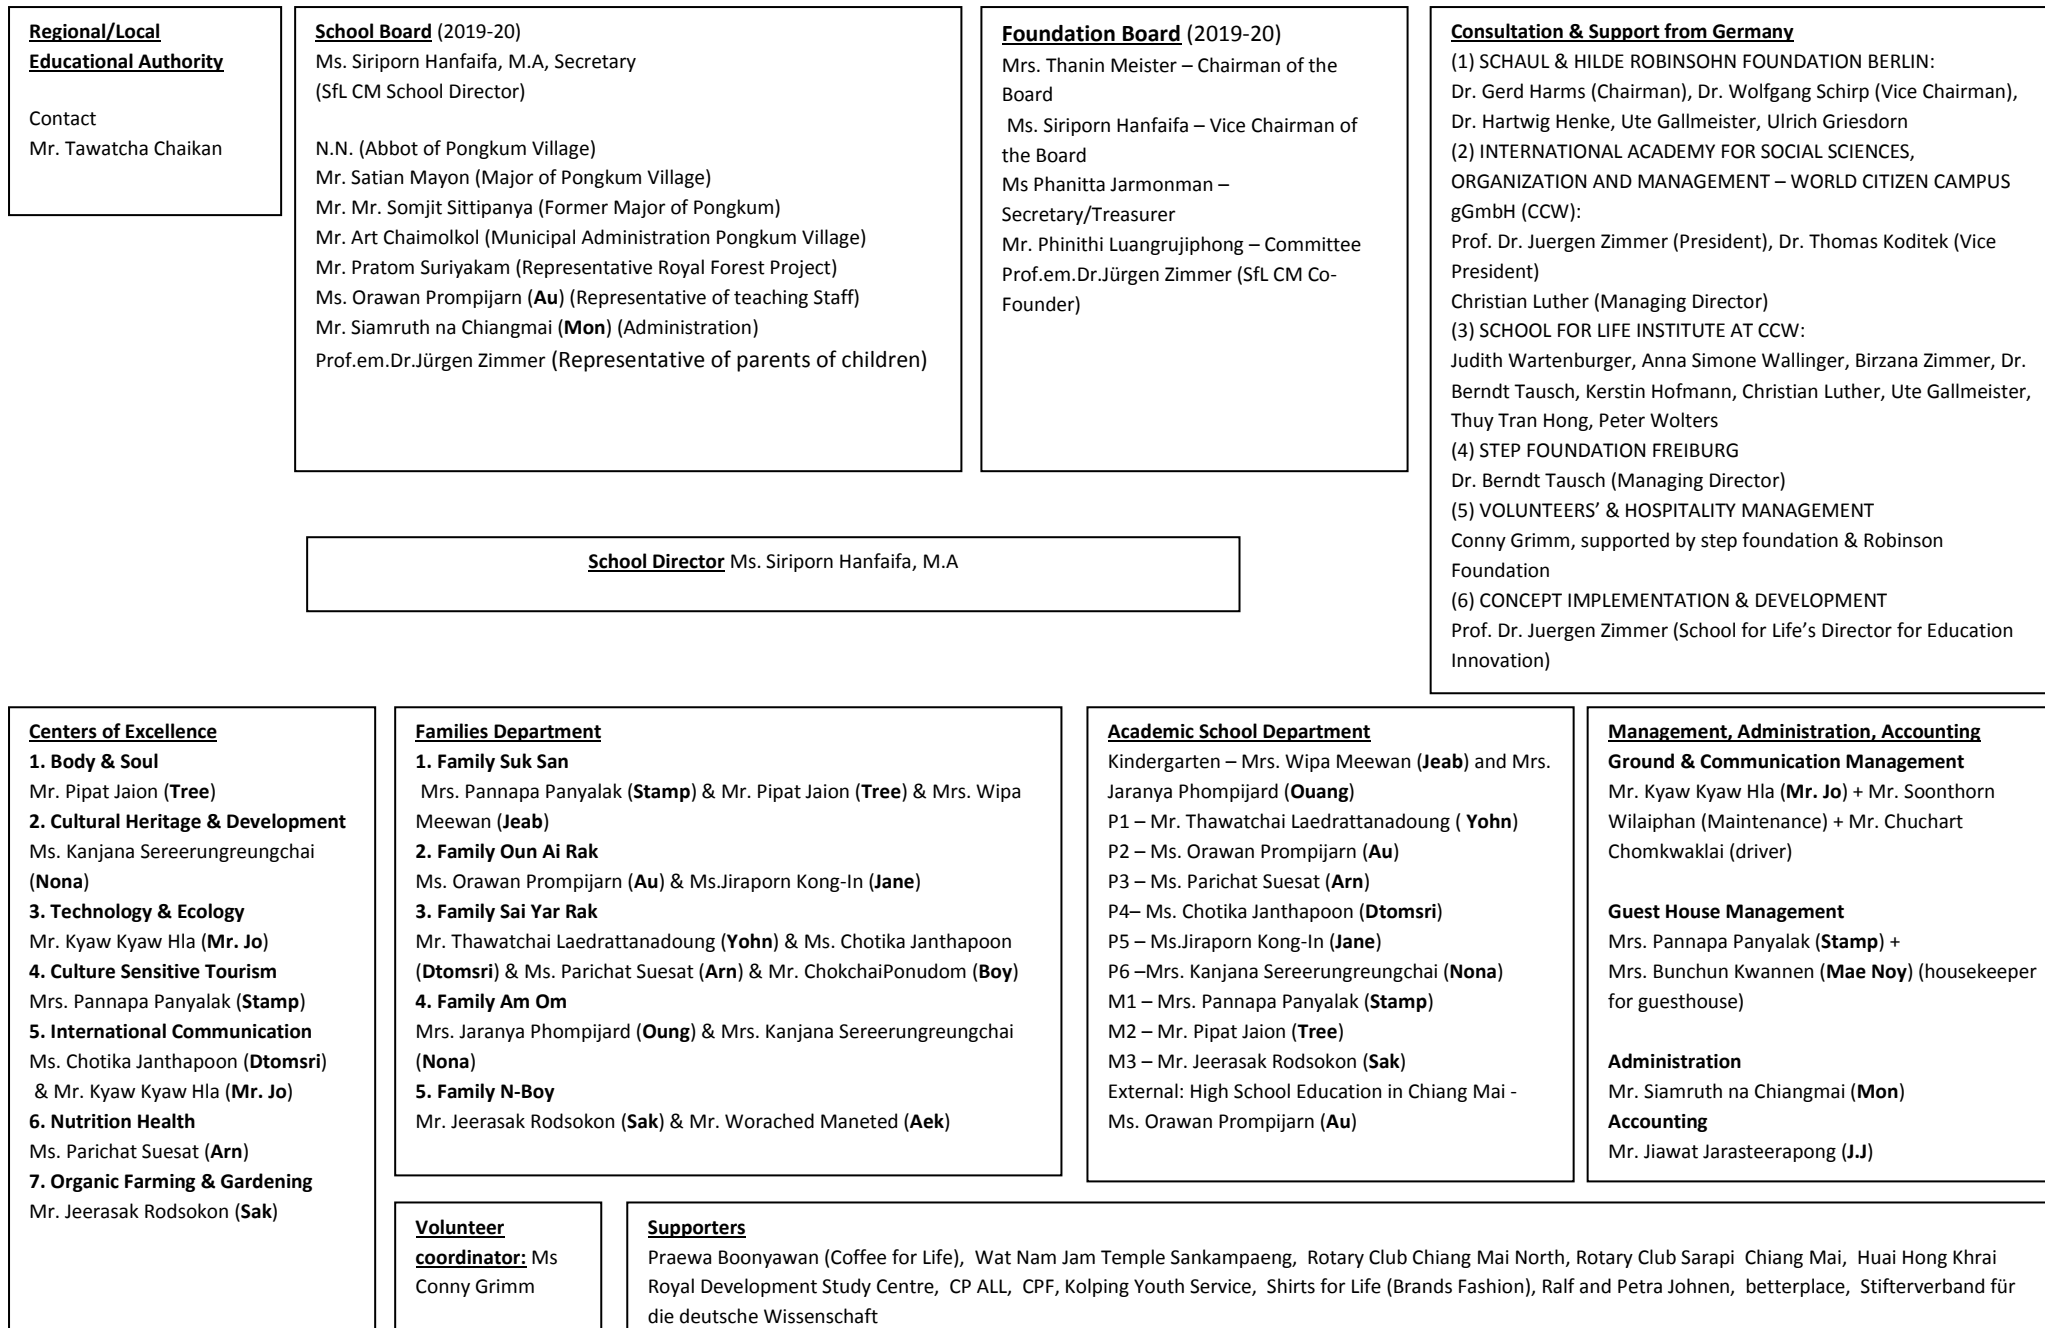 Regional/Local
Educational Authority
Contact
Mr. Tawatcha Chaikan
School Board (2019-20)
Ms. Siriporn Hanfaifa, M.A, Secretary
(SfL CM School Director)
N.N. (Abbot of Pongkum Village)
Mr. Satian Mayon (Major of Pongkum Village)
Mr. Mr. Somjit Sittipanya (Former Major of Pongkum)
Mr. Art Chaimolkol (Municipal Administration Pongkum Village)
Mr. Pratom Suriyakam (Representative Royal Forest Project)
Ms. Orawan Prompijarn (Au) (Representative of teaching Staff)
Mr. Siamruth na Chiangmai (Mon) (Administration)
Prof.em.Dr.Jürgen Zimmer (Representative of parents of children)
Foundation Board (2019-20)
Mrs. Thanin Meister – Chairman of the
Board
Ms. Siriporn Hanfaifa – Vice Chairman of
the Board
Ms Phanitta Jarmonman –
Secretary/Treasurer
Mr. Phinithi Luangrujiphong – Committee
Prof.em.Dr.Jürgen Zimmer (SfL CM Co-
Founder)
Consultation & Support from Germany
(1) SCHAUL & HILDE ROBINSOHN FOUNDATION BERLIN:
Dr. Gerd Harms (Chairman), Dr. Wolfgang Schirp (Vice Chairman),
Dr. Hartwig Henke, Ute Gallmeister, Ulrich Griesdorn
(2) INTERNATIONAL ACADEMY FOR SOCIAL SCIENCES,
ORGANIZATION AND MANAGEMENT – WORLD CITIZEN CAMPUS
gGmbH (CCW):
Prof. Dr. Juergen Zimmer (President), Dr. Thomas Koditek (Vice
President)
Christian Luther (Managing Director)
(3) SCHOOL FOR LIFE INSTITUTE AT CCW:
Judith Wartenburger, Anna Simone Wallinger, Birzana Zimmer, Dr.
Berndt Tausch, Kerstin Hofmann, Christian Luther, Ute Gallmeister,
Thuy Tran Hong, Peter Wolters
(4) STEP FOUNDATION FREIBURG
Dr. Berndt Tausch (Managing Director)
(5) VOLUNTEERS’ & HOSPITALITY MANAGEMENT
Conny Grimm, supported by step foundation & Robinson
Foundation
(6) CONCEPT IMPLEMENTATION & DEVELOPMENT
Prof. Dr. Juergen Zimmer (School for Life’s Director for Education
Innovation)
School Director Ms. Siriporn Hanfaifa, M.A
Centers of Excellence
1. Body & Soul
Mr. Pipat Jaion (Tree)
2. Cultural Heritage & Development
Ms. Kanjana Sereerungreungchai
(Nona)
3. Technology & Ecology
Mr. Kyaw Kyaw Hla (Mr. Jo)
4. Culture Sensitive Tourism
Mrs. Pannapa Panyalak (Stamp)
5. International Communication
Ms. Chotika Janthapoon (Dtomsri)
& Mr. Kyaw Kyaw Hla (Mr. Jo)
6. Nutrition Health
Ms. Parichat Suesat (Arn)
7. Organic Farming & Gardening
Mr. Jeerasak Rodsokon (Sak)
Families Department
1. Family Suk San
Mrs. Pannapa Panyalak (Stamp) & Mr. Pipat Jaion (Tree) & Mrs. Wipa
Meewan (Jeab)
2. Family Oun Ai Rak
Ms. Orawan Prompijarn (Au) & Ms.Jiraporn Kong-In (Jane)
3. Family Sai Yar Rak
Mr. Thawatchai Laedrattanadoung (Yohn) & Ms. Chotika Janthapoon
(Dtomsri) & Ms. Parichat Suesat (Arn) & Mr. ChokchaiPonudom (Boy)
4. Family Am Om
Mrs. Jaranya Phompijard (Oung) & Mrs. Kanjana Sereerungreungchai
(Nona)
5. Family N-Boy
Mr. Jeerasak Rodsokon (Sak) & Mr. Worached Maneted (Aek)
Academic School Department
Kindergarten – Mrs. Wipa Meewan (Jeab) and Mrs.
Jaranya Phompijard (Ouang)
P1 – Mr. Thawatchai Laedrattanadoung ( Yohn)
P2 – Ms. Orawan Prompijarn (Au)
P3 – Ms. Parichat Suesat (Arn)
P4– Ms. Chotika Janthapoon (Dtomsri)
P5 – Ms.Jiraporn Kong-In (Jane)
P6 –Mrs. Kanjana Sereerungreungchai (Nona)
M1 – Mrs. Pannapa Panyalak (Stamp)
M2 – Mr. Pipat Jaion (Tree)
M3 – Mr. Jeerasak Rodsokon (Sak)
External: High School Education in Chiang Mai -
Ms. Orawan Prompijarn (Au)
Management, Administration, Accounting
Ground & Communication Management
Mr. Kyaw Kyaw Hla (Mr. Jo) + Mr. Soonthorn
Wilaiphan (Maintenance) + Mr. Chuchart
Chomkwaklai (driver)
Guest House Management
Mrs. Pannapa Panyalak (Stamp) +
Mrs. Bunchun Kwannen (Mae Noy) (housekeeper
for guesthouse)
Administration
Mr. Siamruth na Chiangmai (Mon)
Accounting
Mr. Jiawat Jarasteerapong (J.J)
Volunteer
coordinator: Ms
Conny Grimm
Supporters
Praewa Boonyawan (Coffee for Life), Wat Nam Jam Temple Sankampaeng, Rotary Club Chiang Mai North, Rotary Club Sarapi Chiang Mai, Huai Hong Khrai
Royal Development Study Centre, CP ALL, CPF, Kolping Youth Service, Shirts for Life (Brands Fashion), Ralf and Petra Johnen, betterplace, Stifterverband für
die deutsche Wissenschaft